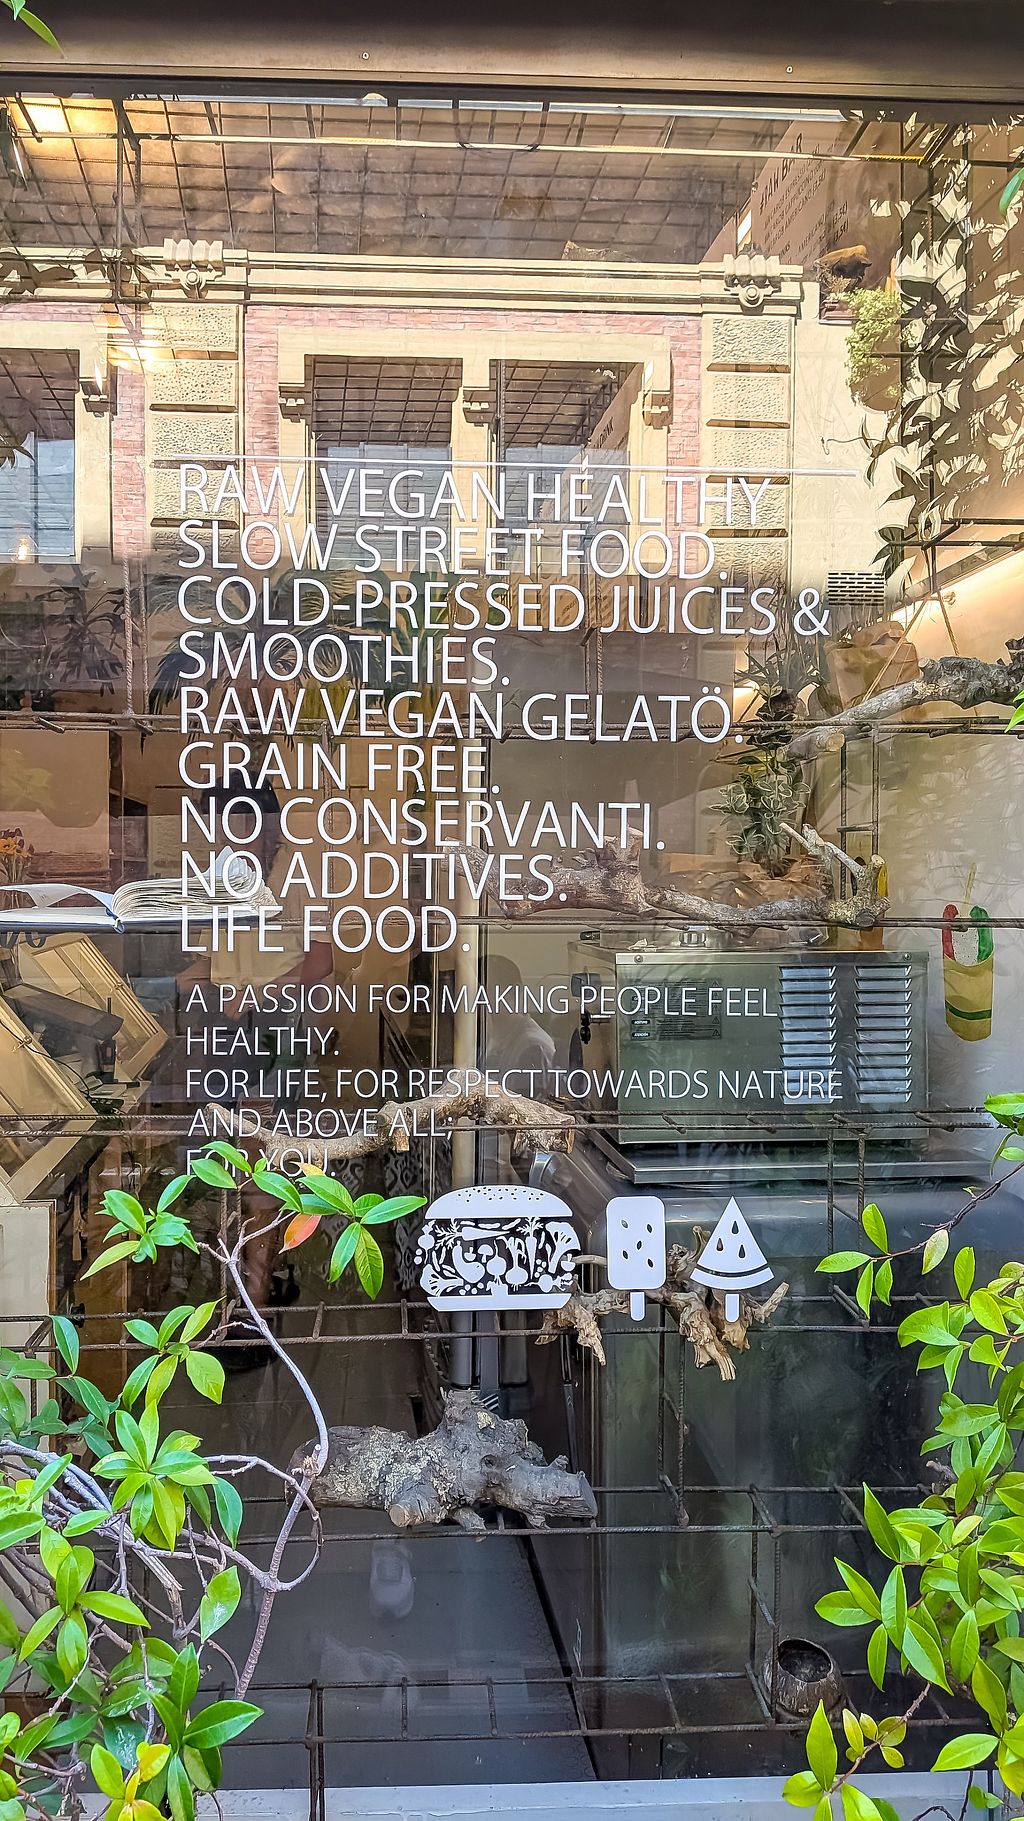 RAW BAR
RAW VEGAN HEALTHY
SLOW STREET FOOD.
COLD-PRESSED JUICES &
SMOOTHIES.
RAW VEGAN GELATÖ.
GRAIN FREE.
NO CONSERVANTI.
NO ADDITIVES.
LIFE FOOD.
A PASSION FOR MAKING PEOPLE FEEL
HEALTHY.
FOR LIFE, FOR RESPECT TOWARDS NATURE
AND ABOVE ALL,
FOR YOU.